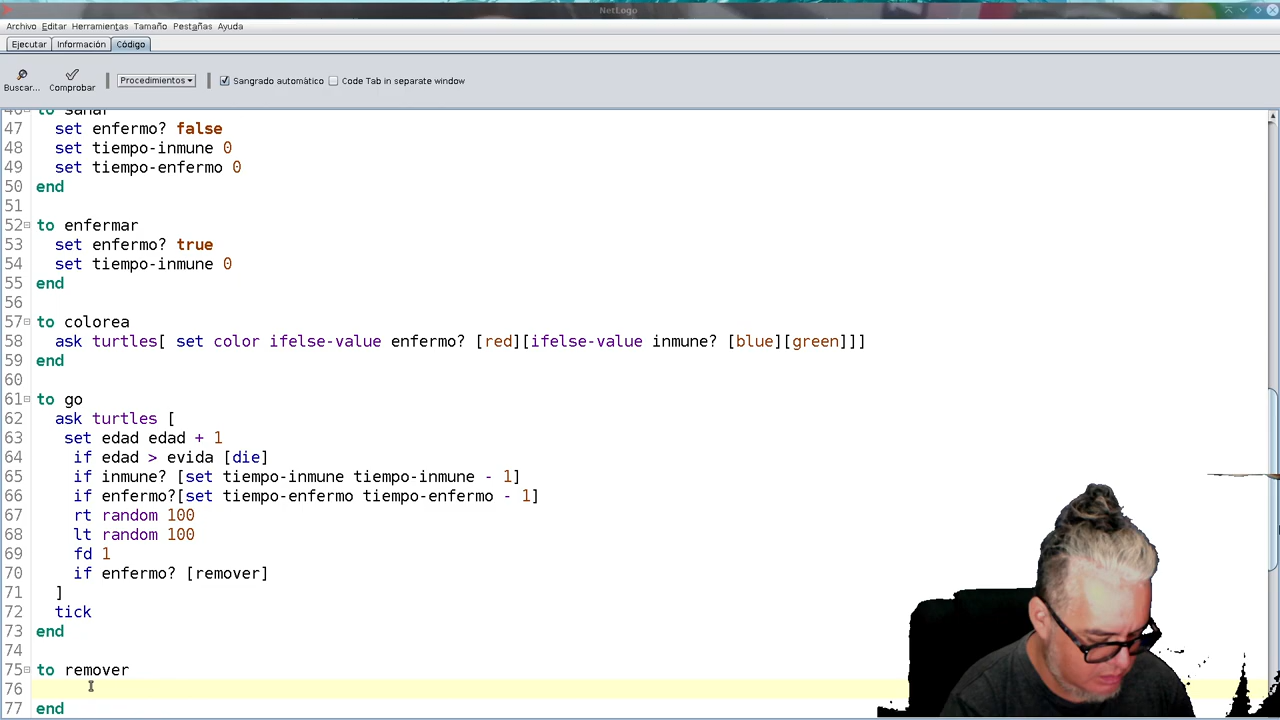 NetLogo
Archivo Editar Herramientas Tamaño Pestañas Ayuda
Ejecutar Información Código
Buscar... Comprobar Procedimientos Sangrado automático Code Tab in separate window
46 to sanar
47 set enfermo? false
48 set tiempo-inmune 0
49 set tiempo-enfermo 0
50 end
51
52 to enfermar
53 set enfermo? true
54 set tiempo-inmune 0
55 end
56
57 to colorea
58 ask turtles[ set color ifelse-value enfermo? [red][ifelse-value inmune? [blue][green]]]
59 end
60
61 to go
62 ask turtles [
63 set edad edad + 1
64 if edad > evida [die]
65 if inmune? [set tiempo-inmune tiempo-inmune - 1]
66 if enfermo?[set tiempo-enfermo tiempo-enfermo - 1]
67 rt random 100
68 lt random 100
69 fd 1
70 if enfermo? [remover]
71 ]
72 tick
73 end
74
75 to remover
76
77 end